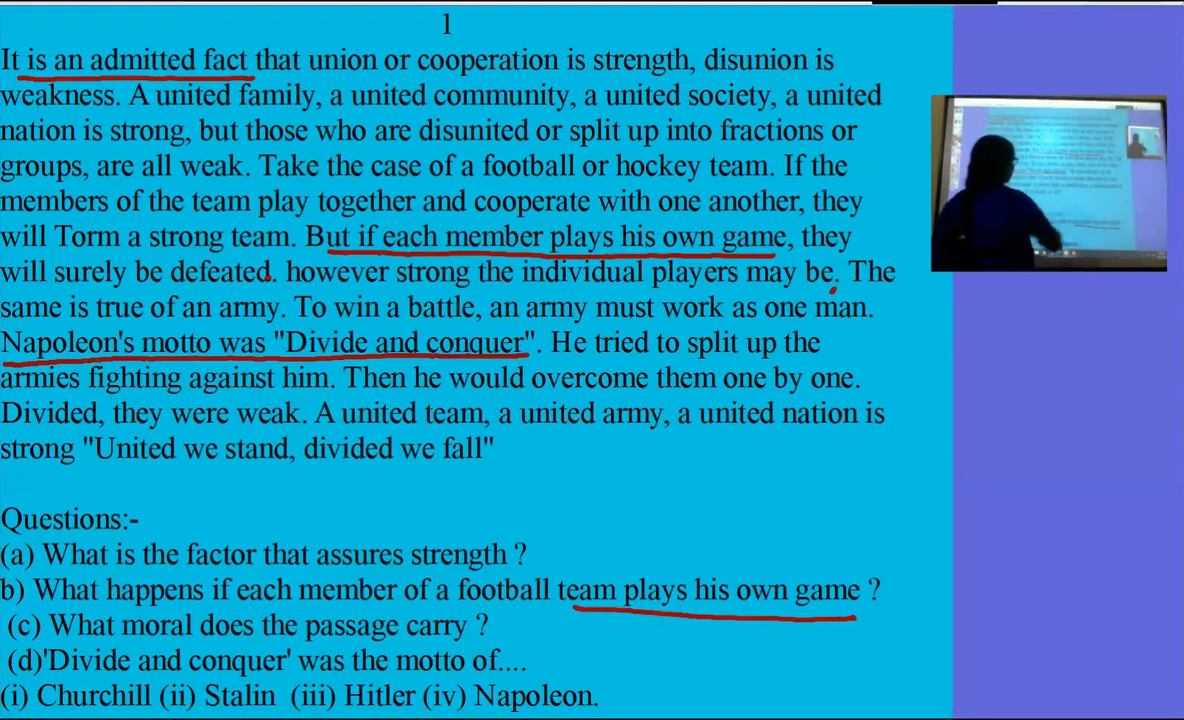 1
It is an admitted fact that union or cooperation is strength, disunion is
weakness. A united family, a united community, a united society, a united
nation is strong, but those who are disunited or split up into fractions or
groups, are all weak. Take the case of a football or hockey team. If the
members of the team play together and cooperate with one another, they
will Torm a strong team. But if each member plays his own game, they
will surely be defeated. however strong the individual players may be. The
same is true of an army. To win a battle, an army must work as one man.
Napoleon's motto was "Divide and conquer". He tried to split up the
armies fighting against him. Then he would overcome them one by one.
Divided, they were weak. A united team, a united army, a united nation is
strong "United we stand, divided we fall"
Questions:-
(a) What is the factor that assures strength ?
b) What happens if each member of a football team plays his own game ?
(c) What moral does the passage carry ?
(d)'Divide and conquer' was the motto of....
(i) Churchill (ii) Stalin (iii) Hitler (iv) Napoleon.